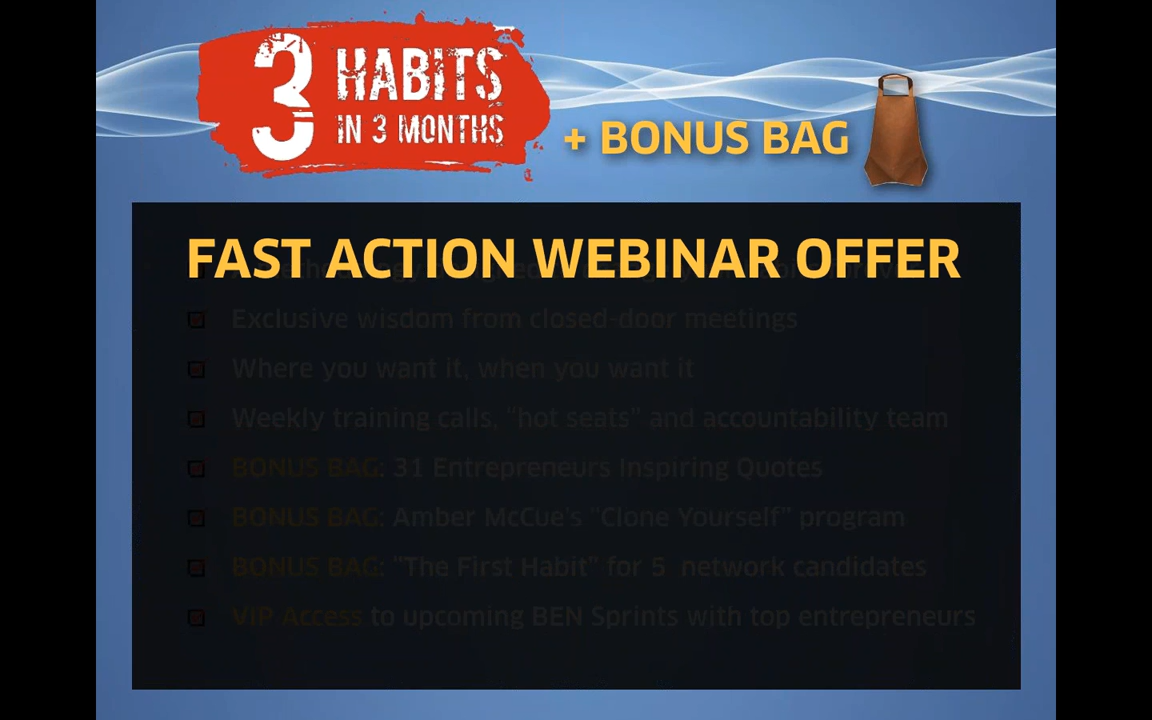 3 HABITS
IN 3 MONTHS
+ BONUS BAG
FAST ACTION WEBINAR OFFER
Exclusive wisdom from closed-door meetings
Where you want it, when you want it
Weekly training calls, "hot seats" and accountability team
BONUS BAG: 31 Entrepreneurs Inspiring Quotes
BONUS BAG: Amber McCue's "Clone Yourself" program
BONUS BAG: "The First Habit" for 5 network candidates
VIP Access to upcoming BEN Sprints with top entrepreneurs